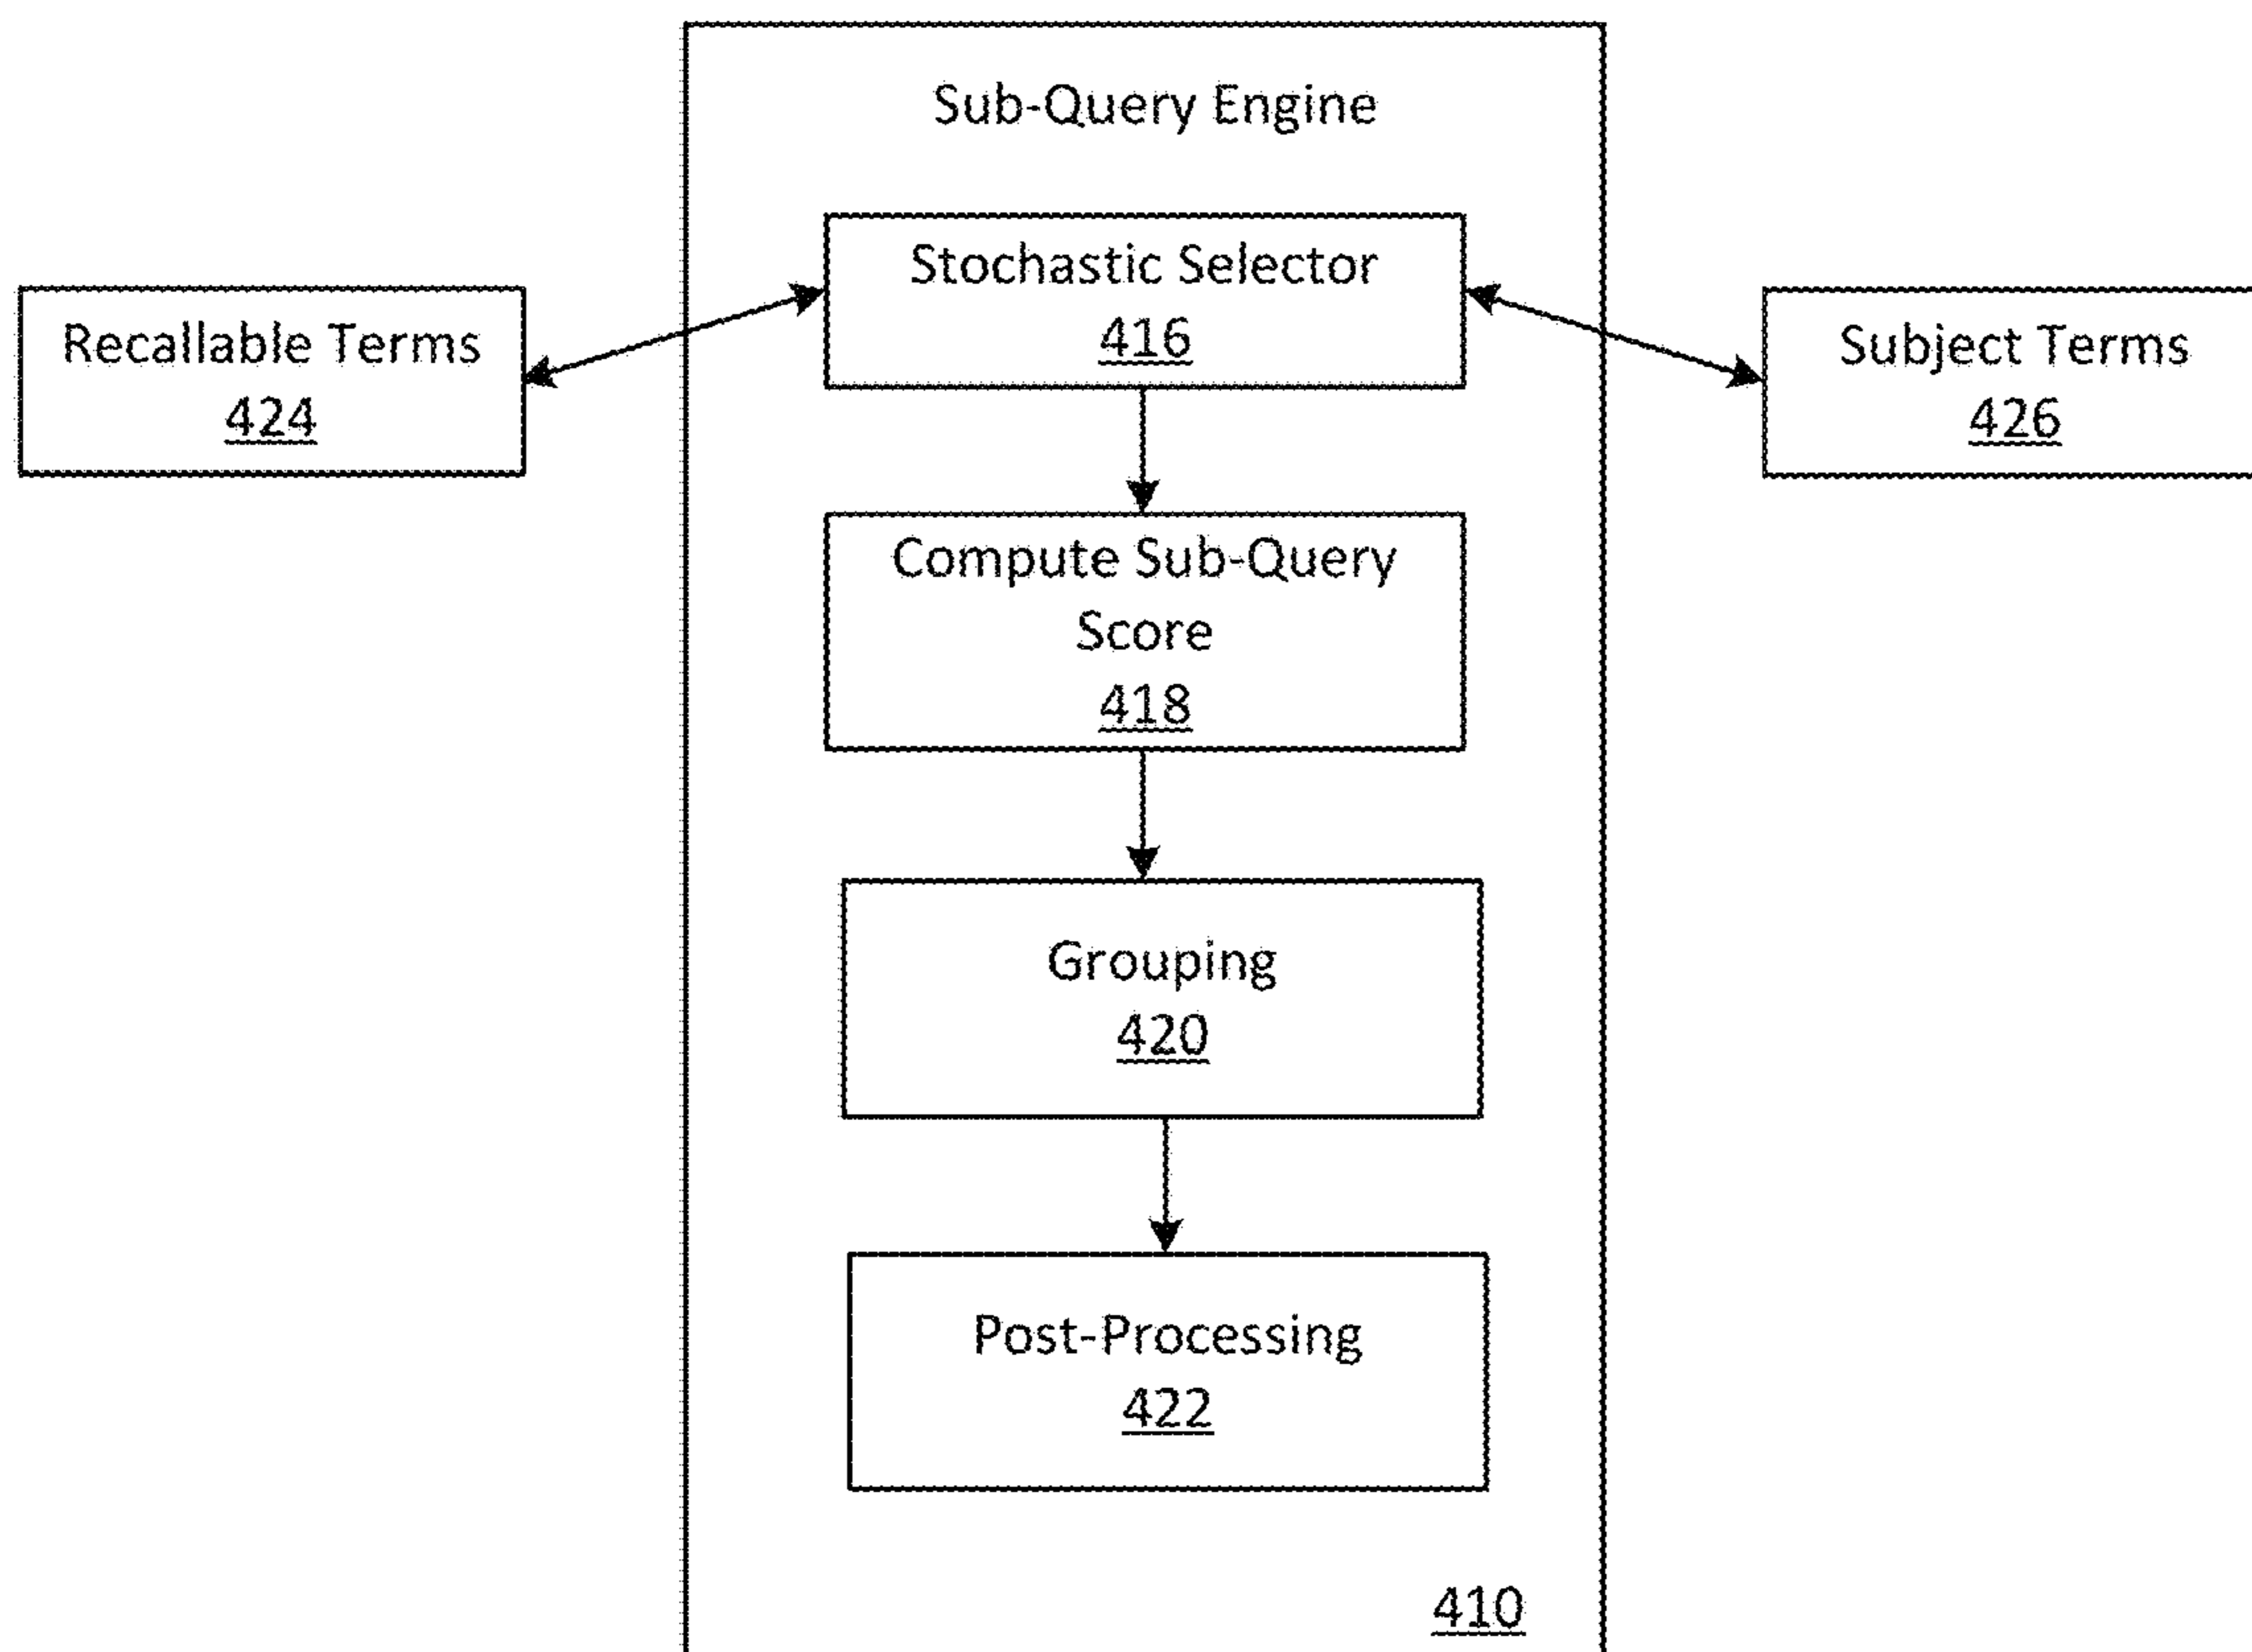 Sub-Query Engine
Stochastic Selector
416
Recallable Terms
424
Subject Terms
426
Compute Sub-Query
Score
418
Grouping
420
Post-Processing
422
410